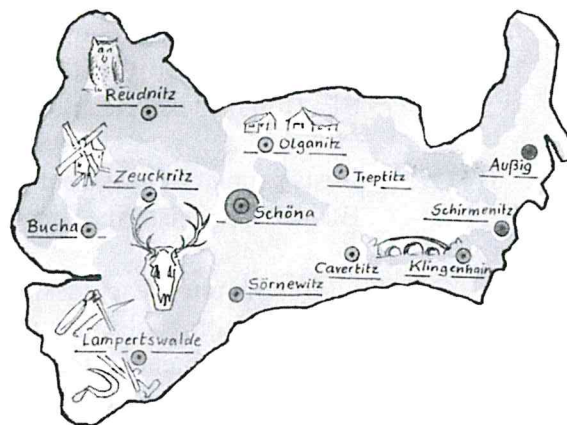 Reudnitz
Olganitz
Außig
Zeuckritz
Treptitz
Schöna
Schirmenitz
Bucha
Cavertitz
Klingenhain
Sörnewitz
Lampertswalde